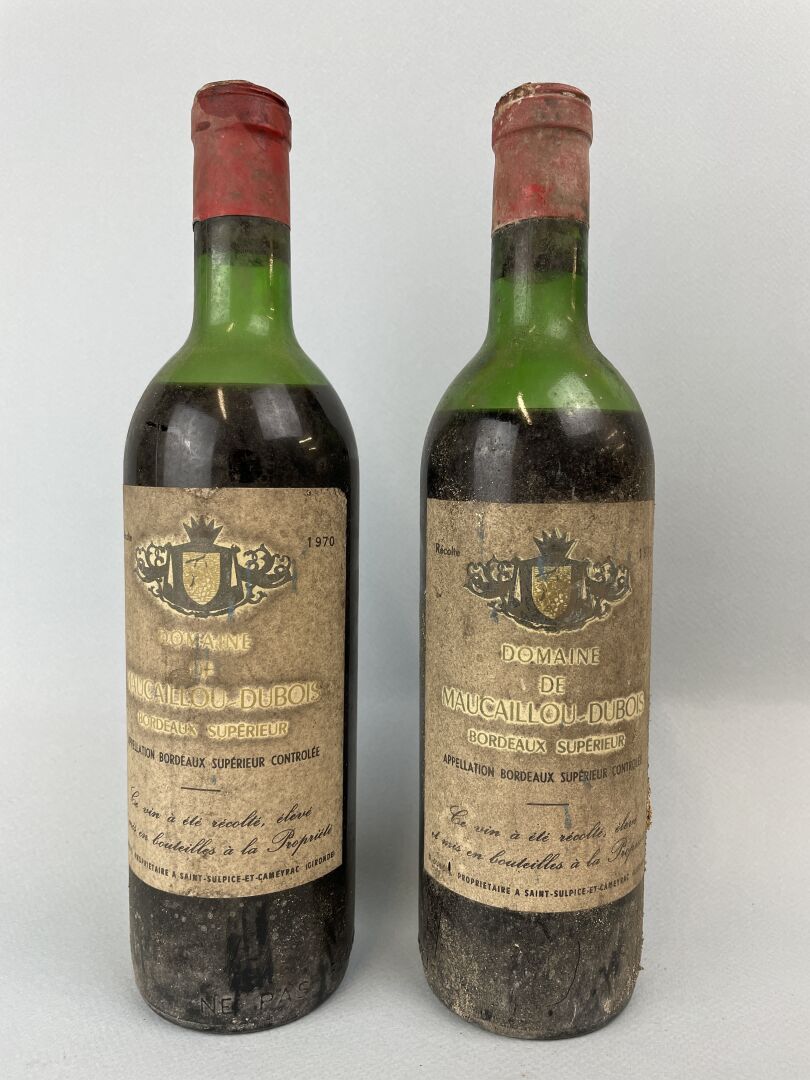 1970
DOMAINE
MAUCAILLOU-DUBOIS
BORDEAUX SUPÉRIEUR
APPELLATION BORDEAUX SUPÉRIEUR CONTROLÉE
Ce vin a été récolté, élevé
mis en bouteilles à la Propriété
PROPRIÉTAIRE A SAINT-SULPICE-ET-CAMEYRAC (GIRONDE)
NE PAS
Récolte
DOMAINE
DE
MAUCAILLOU-DUBOIS
BORDEAUX SUPÉRIEUR
APPELLATION BORDEAUX SUPÉRIEUR CONTROLÉE
Ce vin a été récolté, élevé
et mis en bouteilles à la Propriété
PROPRIÉTAIRE A SAINT-SULPICE-ET-CAMEYRAC